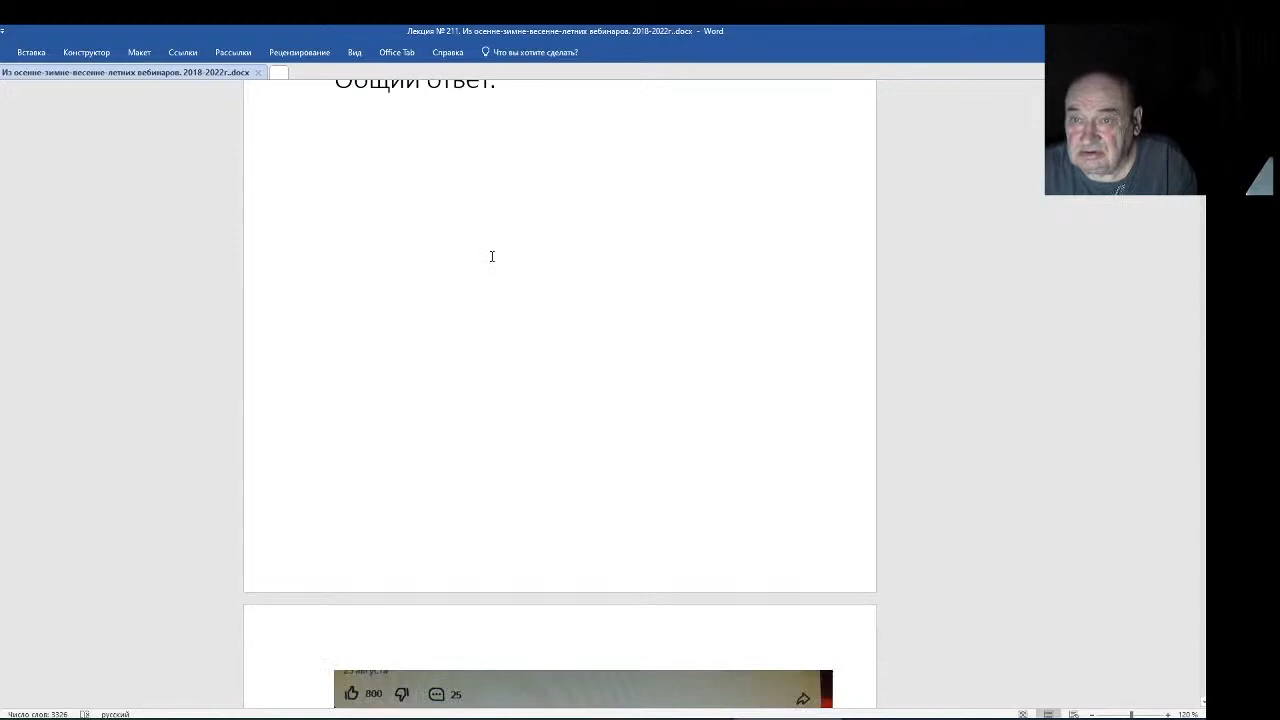 Лекция № 211. Из осенне-зимне-весенне-летних вебинаров. 2018-2022г..docx - Word
Вставка Конструктор Макет Ссылки Рассылки Рецензирование Вид Office Tab Справка Что вы хотите сделать?
Из осенне-зимне-весенне-летних вебинаров. 2018-2022г..docx
Общий ответ.
25 августа
800 25
Число слов: 3326 русский 120 %